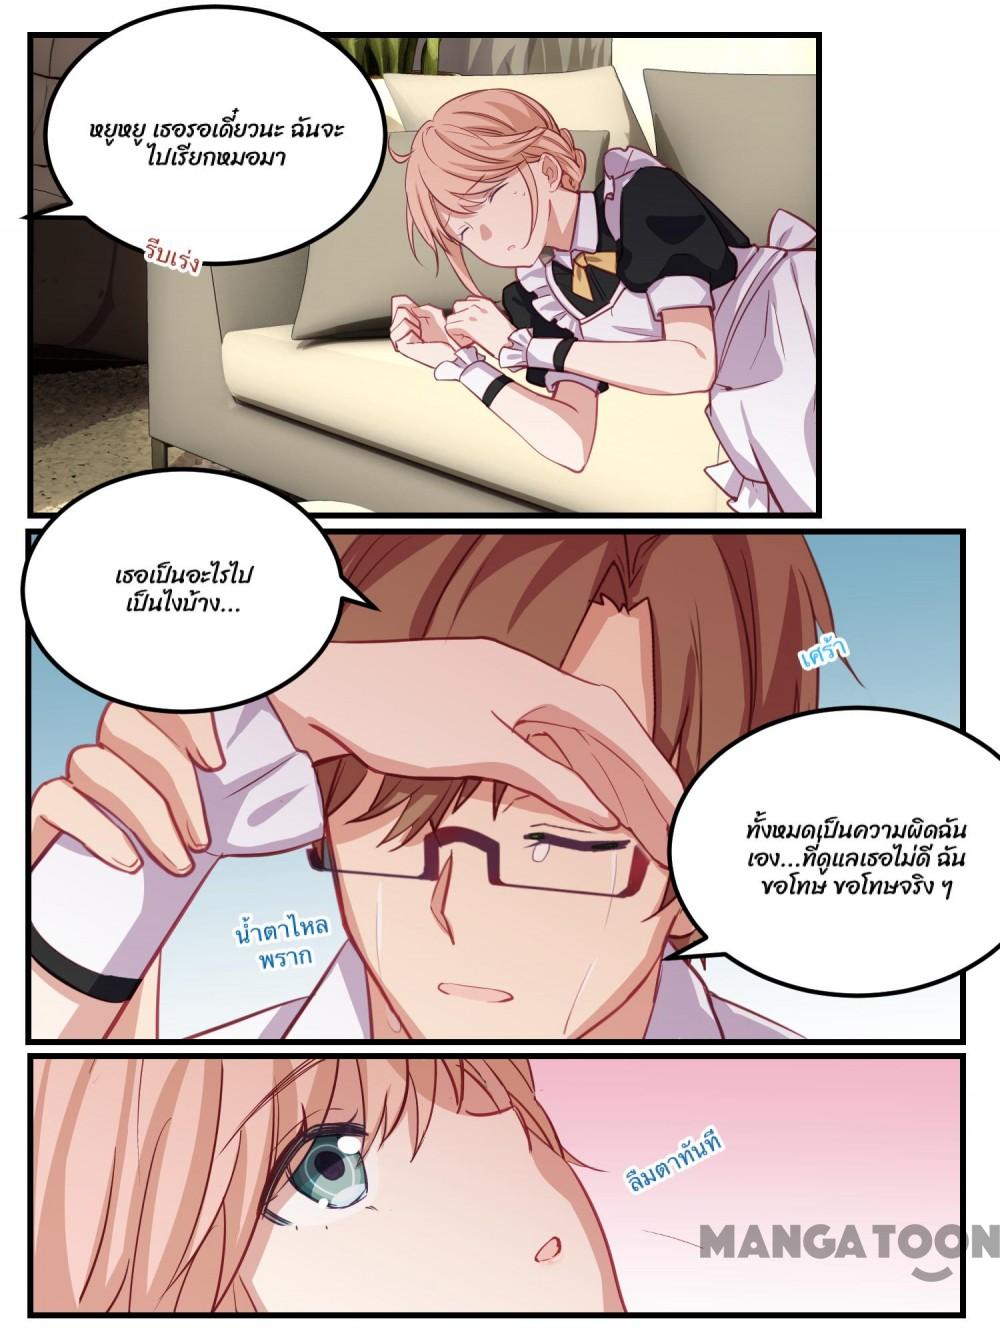 หยูหยู เธอรอเดี๋ยวนะ ฉันจะ
ไปเรียกหมอมา
รีบเร่ง
เธอเป็นอะไรไป
เป็นไงบ้าง...
เศร้า
ทั้งหมดเป็นความผิดฉัน
เอง...ที่ดูแลเธอไม่ดี ฉัน
ขอโทษ ขอโทษจริง ๆ
น้ำตาไหล
พราก
ลืมตาทันที
MANGATOON